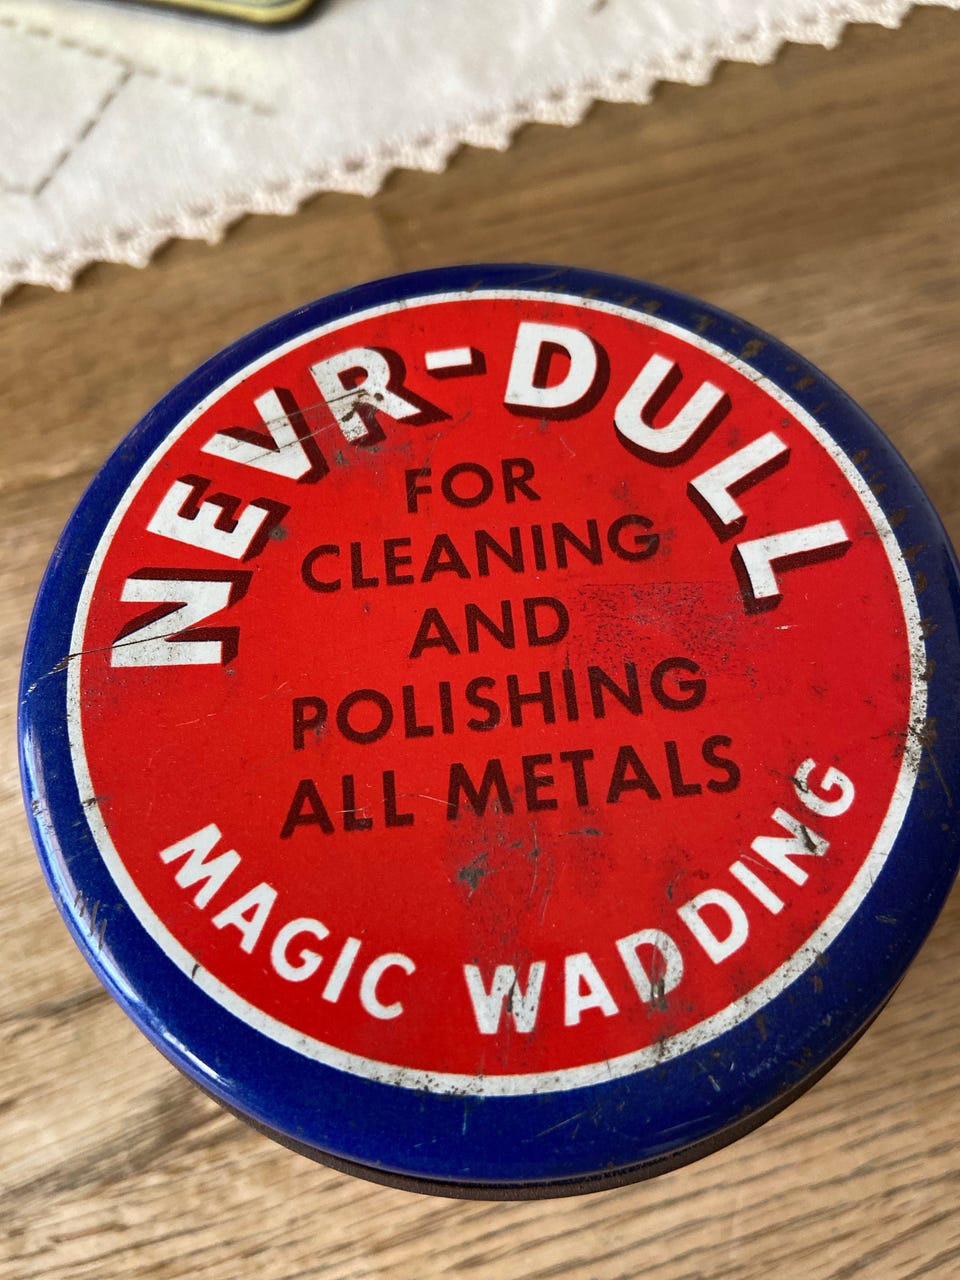 NEVR-DULL
FOR
CLEANING
AND
POLISHING
ALL METALS
MAGIC WADDING